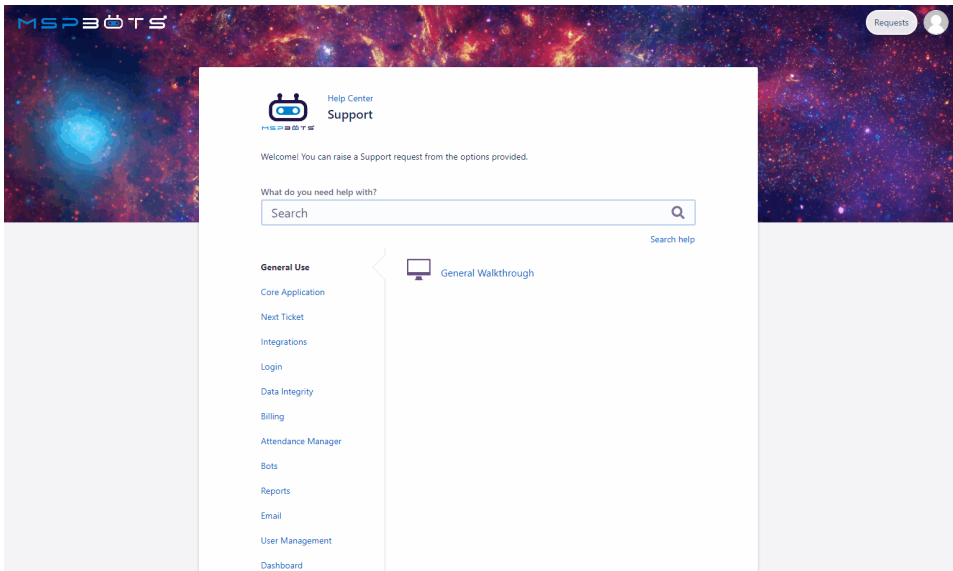 MSPBOTS
Requests
MSPBOTS
Help Center
Support
Welcome! You can raise a Support request from the options provided.
What do you need help with?
Search
Search help
General Use
General Walkthrough
Core Application
Next Ticket
Integrations
Login
Data Integrity
Billing
Attendance Manager
Bots
Reports
Email
User Management
Dashboard